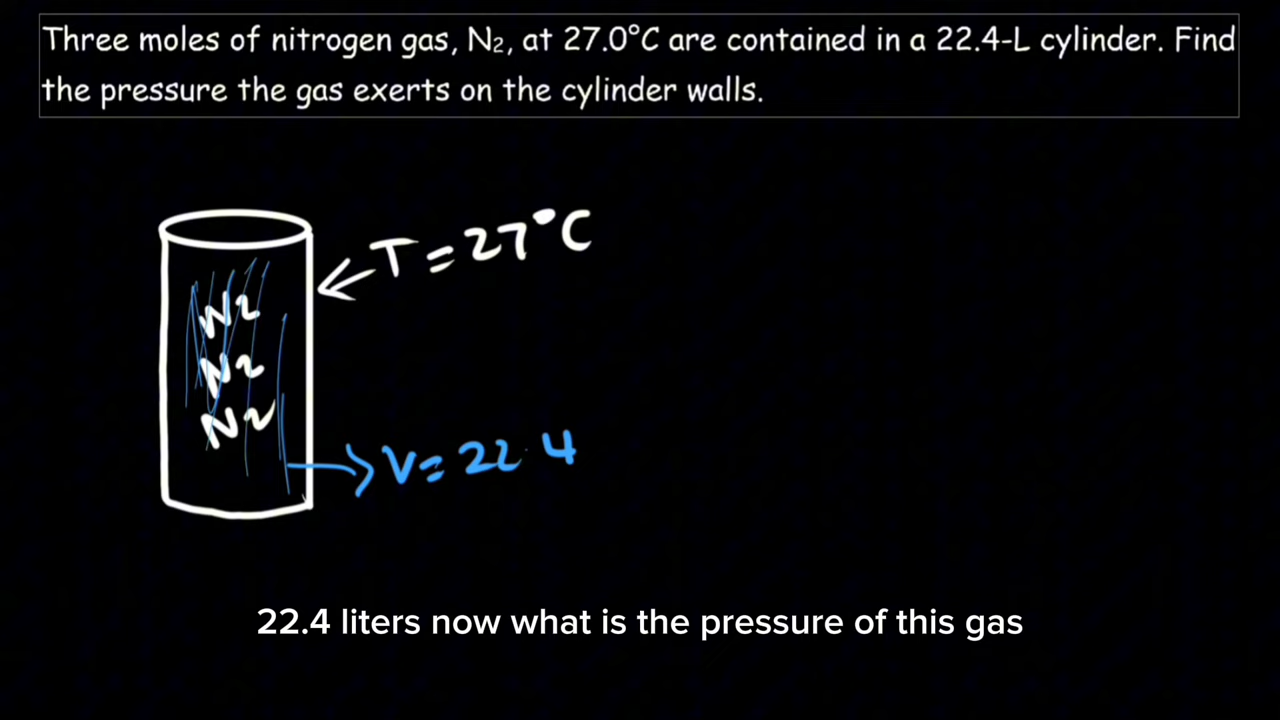 Three moles of nitrogen gas, N₂, at 27.0°C are contained in a 22.4-L cylinder. Find
the pressure the gas exerts on the cylinder walls.
T = 27°C
N2
N2
N2
V = 22.4
22.4 liters now what is the pressure of this gas